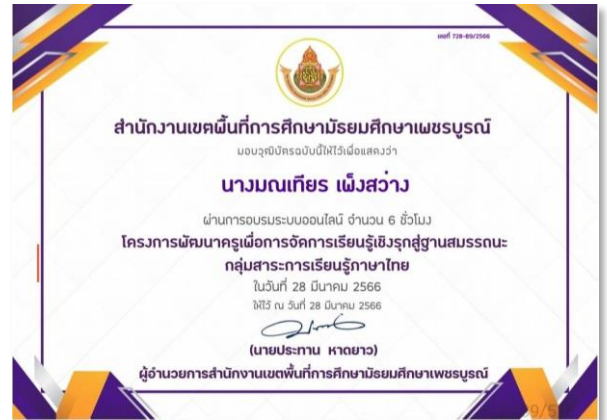 เลขที่ 728-89/2566
สำนักงานเขตพื้นที่การศึกษามัธยมศึกษาเพชรบูรณ์
มอบวุฒิบัตรฉบับนี้ให้ไว้เพื่อแสดงว่า
นางมณเทียร เพ็งสว่าง
ผ่านการอบรมระบบออนไลน์ จำนวน 6 ชั่วโมง
โครงการพัฒนาครูเพื่อการจัดการเรียนรู้เชิงรุกสู่ฐานสมรรถนะ
กลุ่มสาระการเรียนรู้ภาษาไทย
ในวันที่ 28 มีนาคม 2566
ให้ไว้ ณ วันที่ 28 มีนาคม 2566
(นายประทาน หาดยาว)
ผู้อำนวยการสำนักงานเขตพื้นที่การศึกษามัธยมศึกษาเพชรบูรณ์